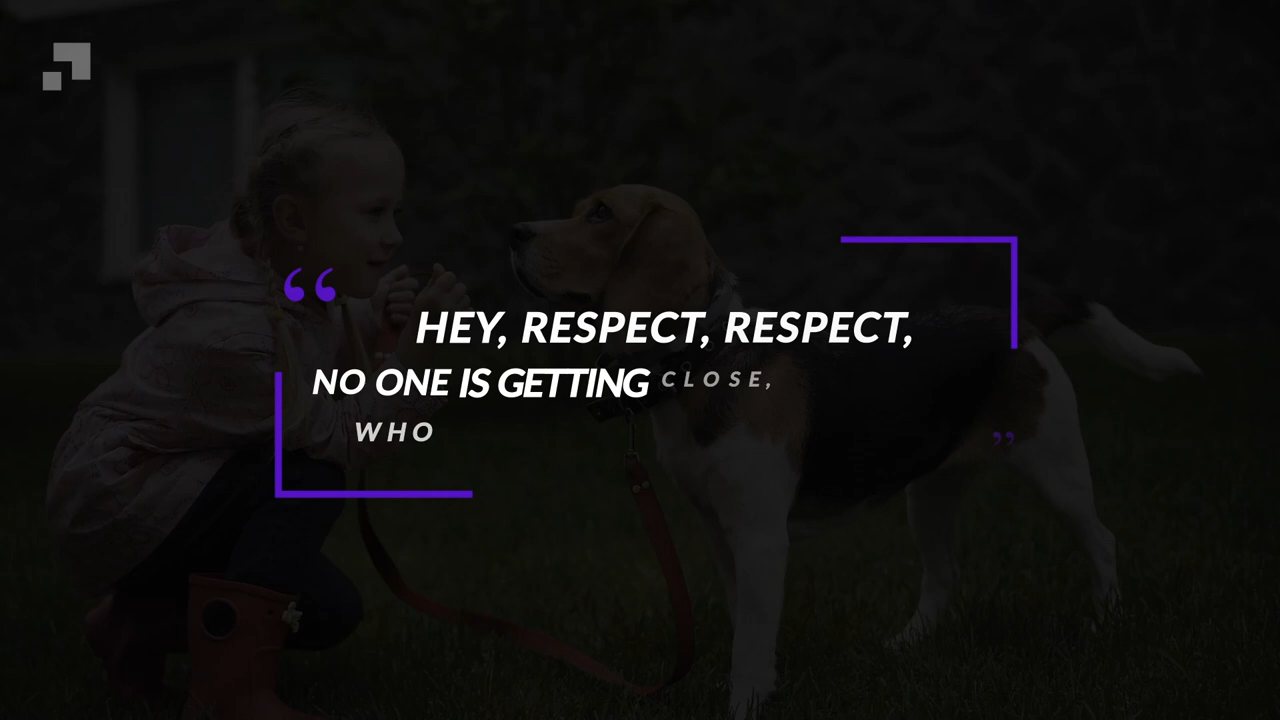 “ HEY, RESPECT, RESPECT,
NO ONE IS GETTING CLOSE,
WHO ”